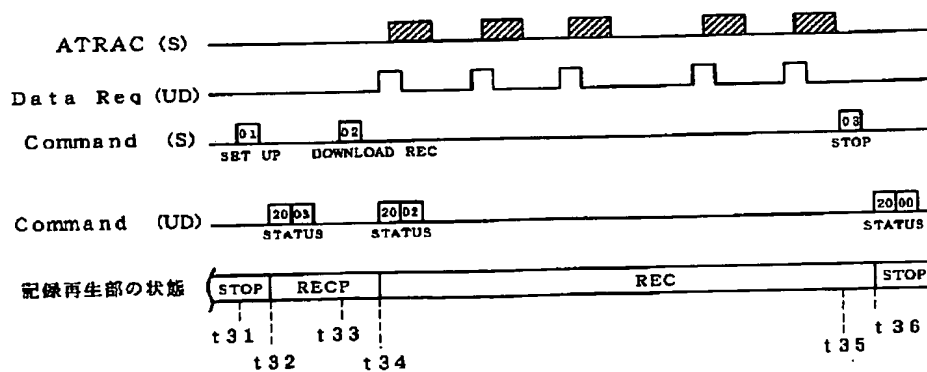 ATRAC (S)
Data Req (UD)
Command (S)
01
02
03
SET UP
DOWNLOAD REC
STOP
Command (UD)
20 03
20 02
20 00
STATUS
STATUS
STATUS
記録再生部の状態
STOP
RECP
REC
STOP
t31
t33
t35
t36
t32
t34